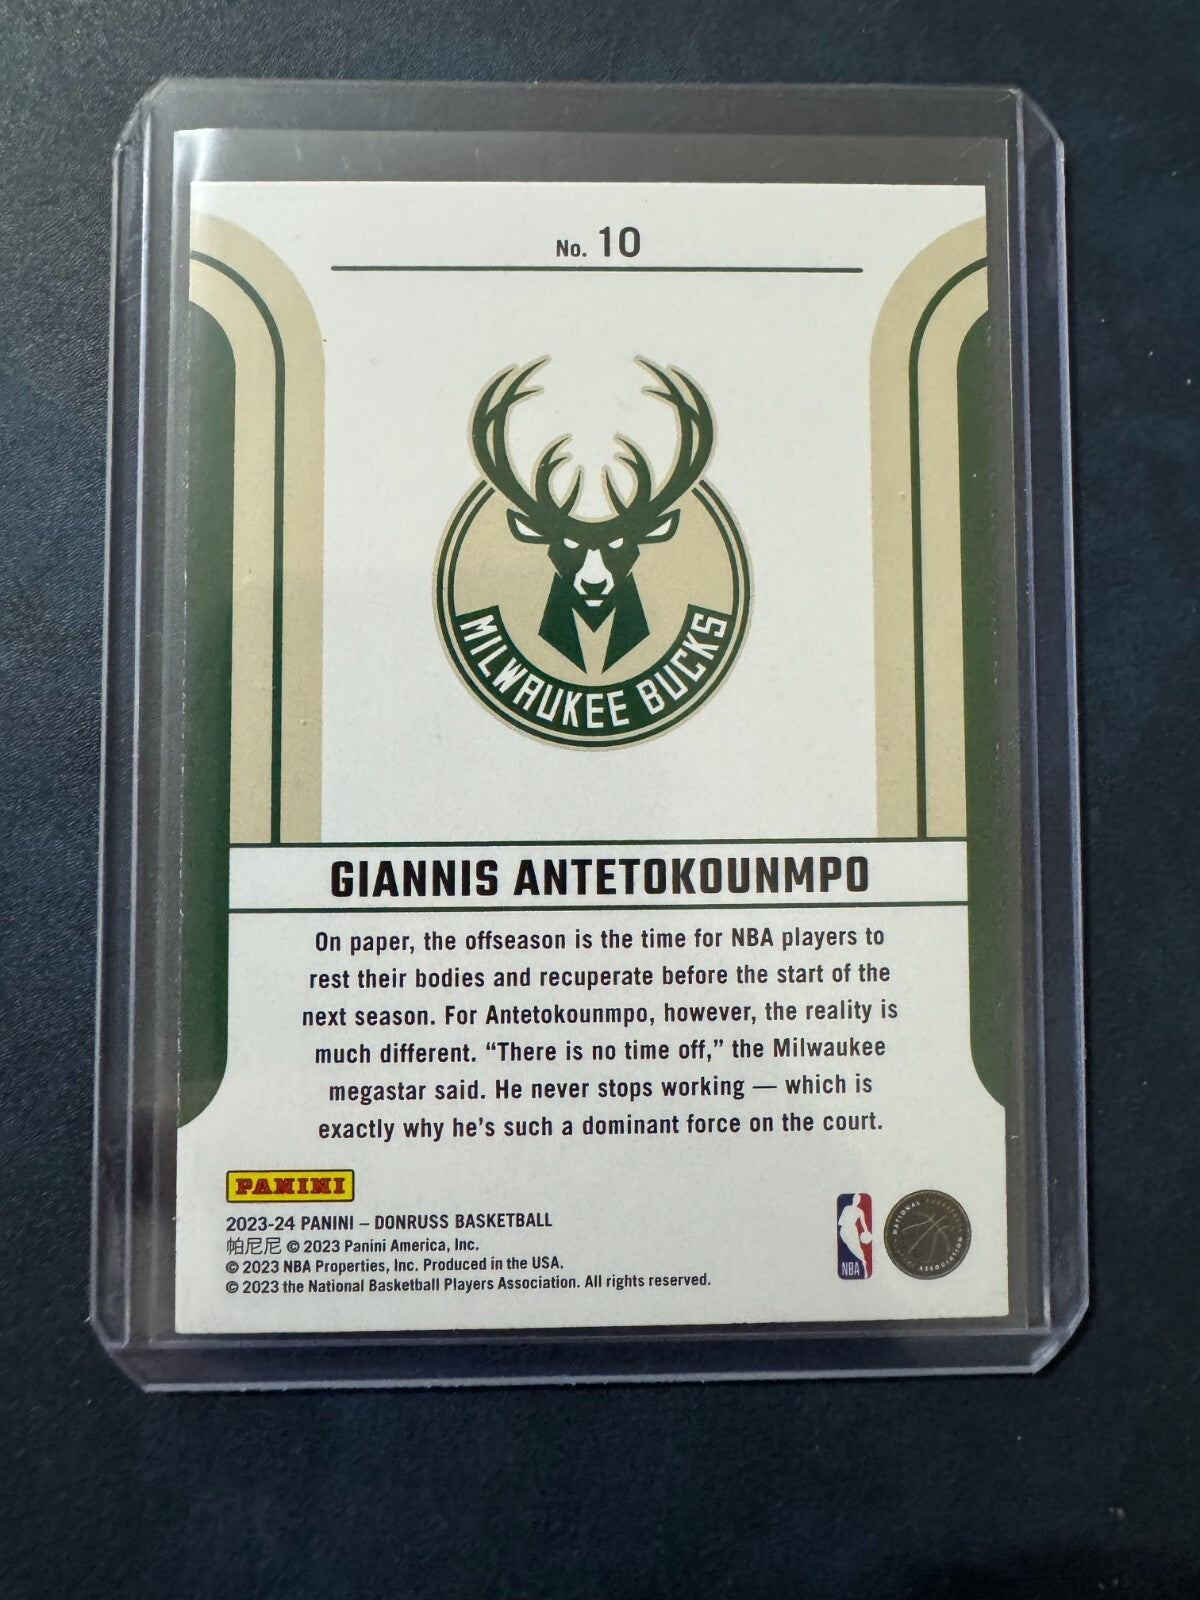 No. 10
MILWAUKEE BUCKS
GIANNIS ANTETOKOUNMPO
On paper, the offseason is the time for NBA players to
rest their bodies and recuperate before the start of the
next season. For Antetokounmpo, however, the reality is
much different. “There is no time off,” the Milwaukee
megastar said. He never stops working — which is
exactly why he's such a dominant force on the court.
PANINI
2023-24 PANINI – DONRUSS BASKETBALL
帕尼尼 © 2023 Panini America, Inc.
© 2023 NBA Properties, Inc. Produced in the USA.
© 2023 the National Basketball Players Association. All rights reserved.
NBA
NATIONAL BASKETBALL PLAYERS ASSOCIATION